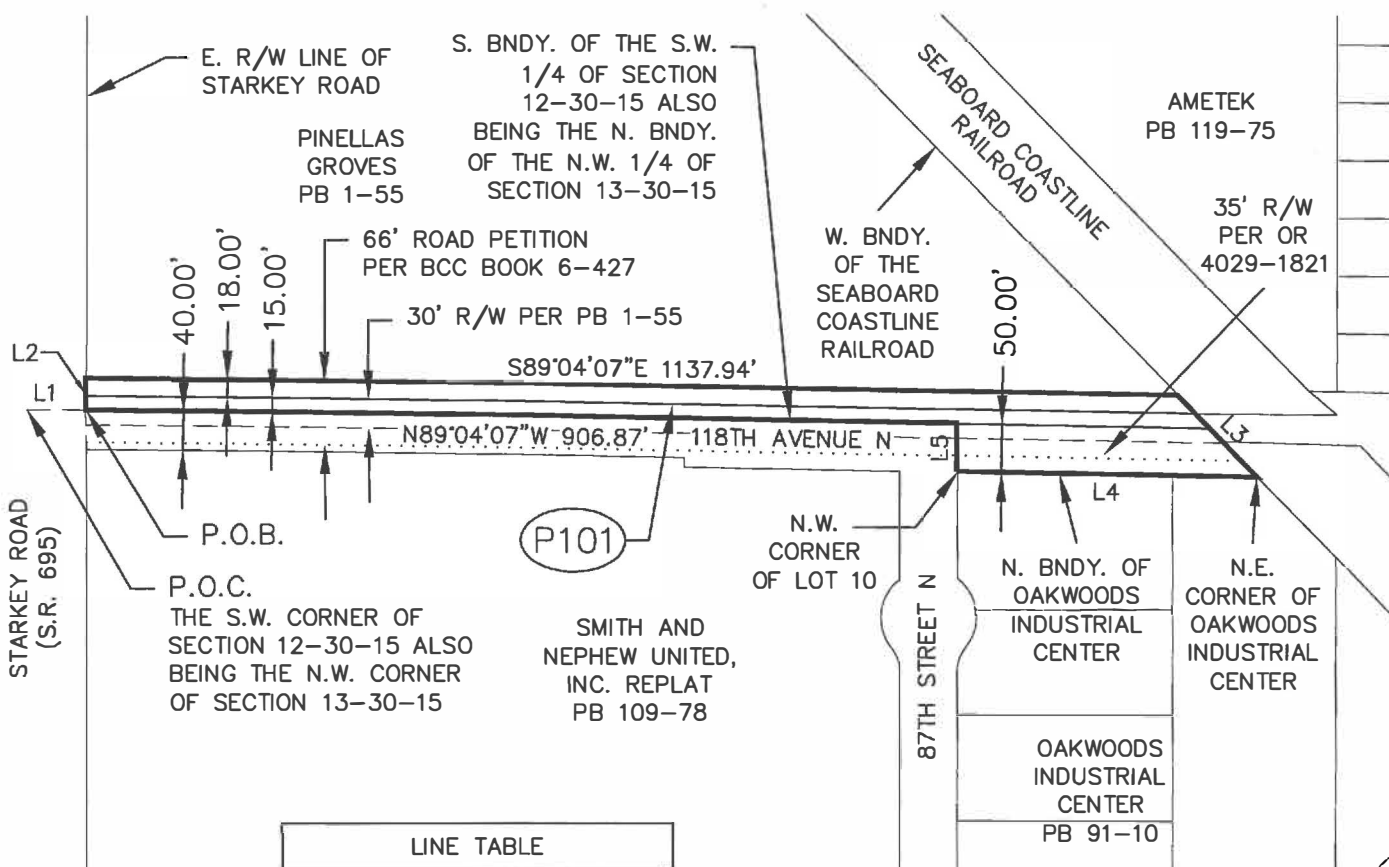 E. R/W LINE OF
STARKEY ROAD
S. BNDY. OF THE S.W.
1/4 OF SECTION
12–30–15 ALSO
BEING THE N. BNDY.
OF THE N.W. 1/4 OF
SECTION 13–30–15
SEABOARD COASTLINE
RAILROAD
AMETEK
PB 119–75
PINELLAS
GROVES
PB 1–55
35' R/W
PER OR
4029–1821
66' ROAD PETITION
PER BCC BOOK 6–427
W. BNDY.
OF THE
SEABOARD
COASTLINE
RAILROAD
40.00'
18.00'
15.00'
30' R/W PER PB 1–55
50.00'
L2
L1
S89°04'07"E 1137.94'
L3
N89°04'07"W 906.87'
118TH AVENUE N
L5
L4
STARKEY ROAD
(S.R. 695)
P.O.B.
P101
N.W.
CORNER
OF LOT 10
P.O.C.
THE S.W. CORNER OF
SECTION 12–30–15 ALSO
BEING THE N.W. CORNER
OF SECTION 13–30–15
SMITH AND
NEPHEW UNITED,
INC. REPLAT
PB 109–78
87TH STREET N
N. BNDY. OF
OAKWOODS
INDUSTRIAL
CENTER
N.E.
CORNER OF
OAKWOODS
INDUSTRIAL
CENTER
OAKWOODS
INDUSTRIAL
CENTER
PB 91–10
LINE TABLE